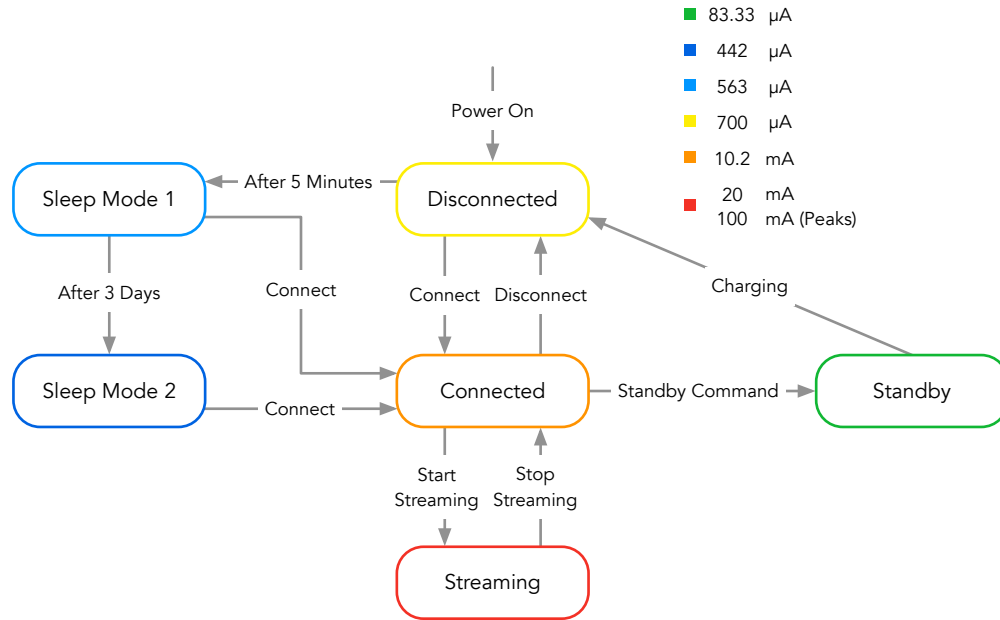 83.33 µA
442 µA
563 µA
700 µA
10.2 mA
20 mA
100 mA (Peaks)
Power On
After 5 Minutes
Sleep Mode 1
Disconnected
After 3 Days
Connect
Connect
Disconnect
Charging
Sleep Mode 2
Connect
Connected
Standby Command
Standby
Start
Streaming
Stop
Streaming
Streaming